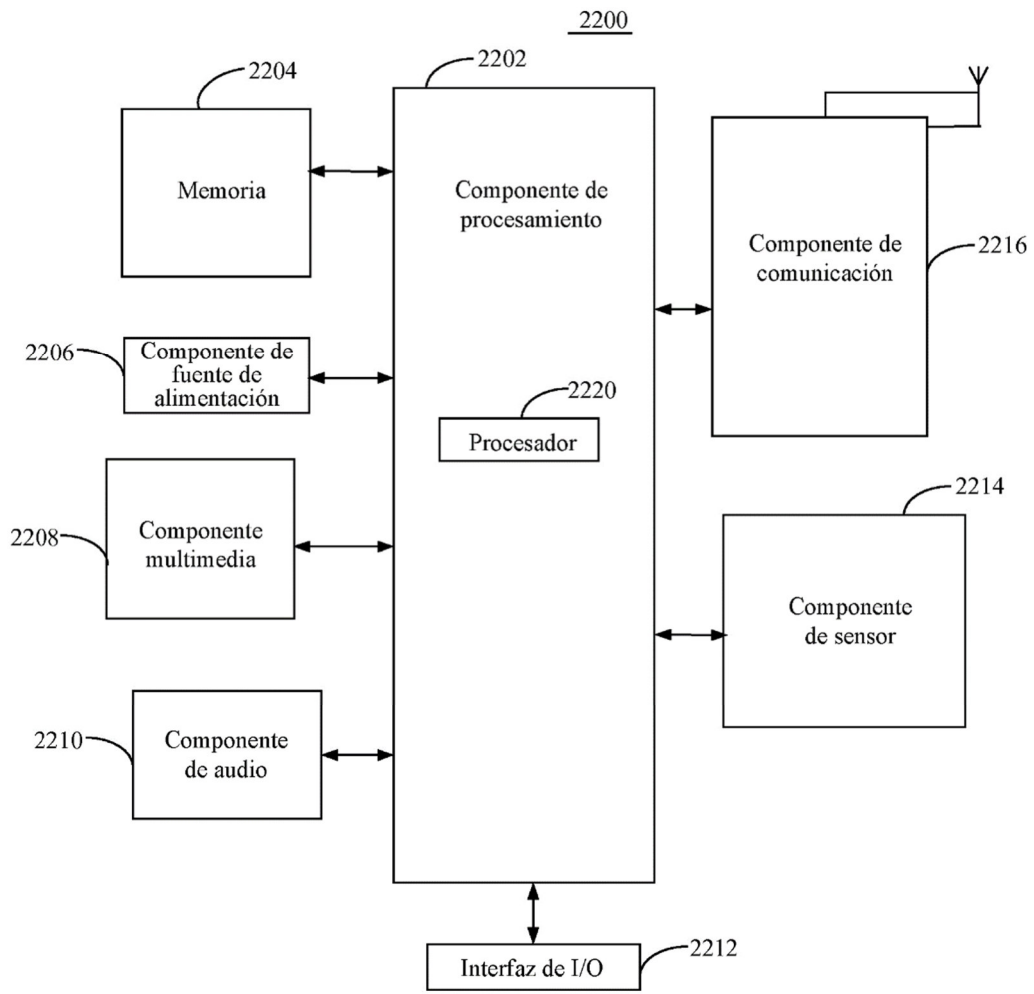 2200
2202
2204
Memoria
Componente de
procesamiento
Componente de
comunicación
2216
2206
Componente de
fuente de
alimentación
2220
Procesador
2208
Componente
multimedia
2214
Componente
de sensor
2210
Componente
de audio
Interfaz de I/O
2212